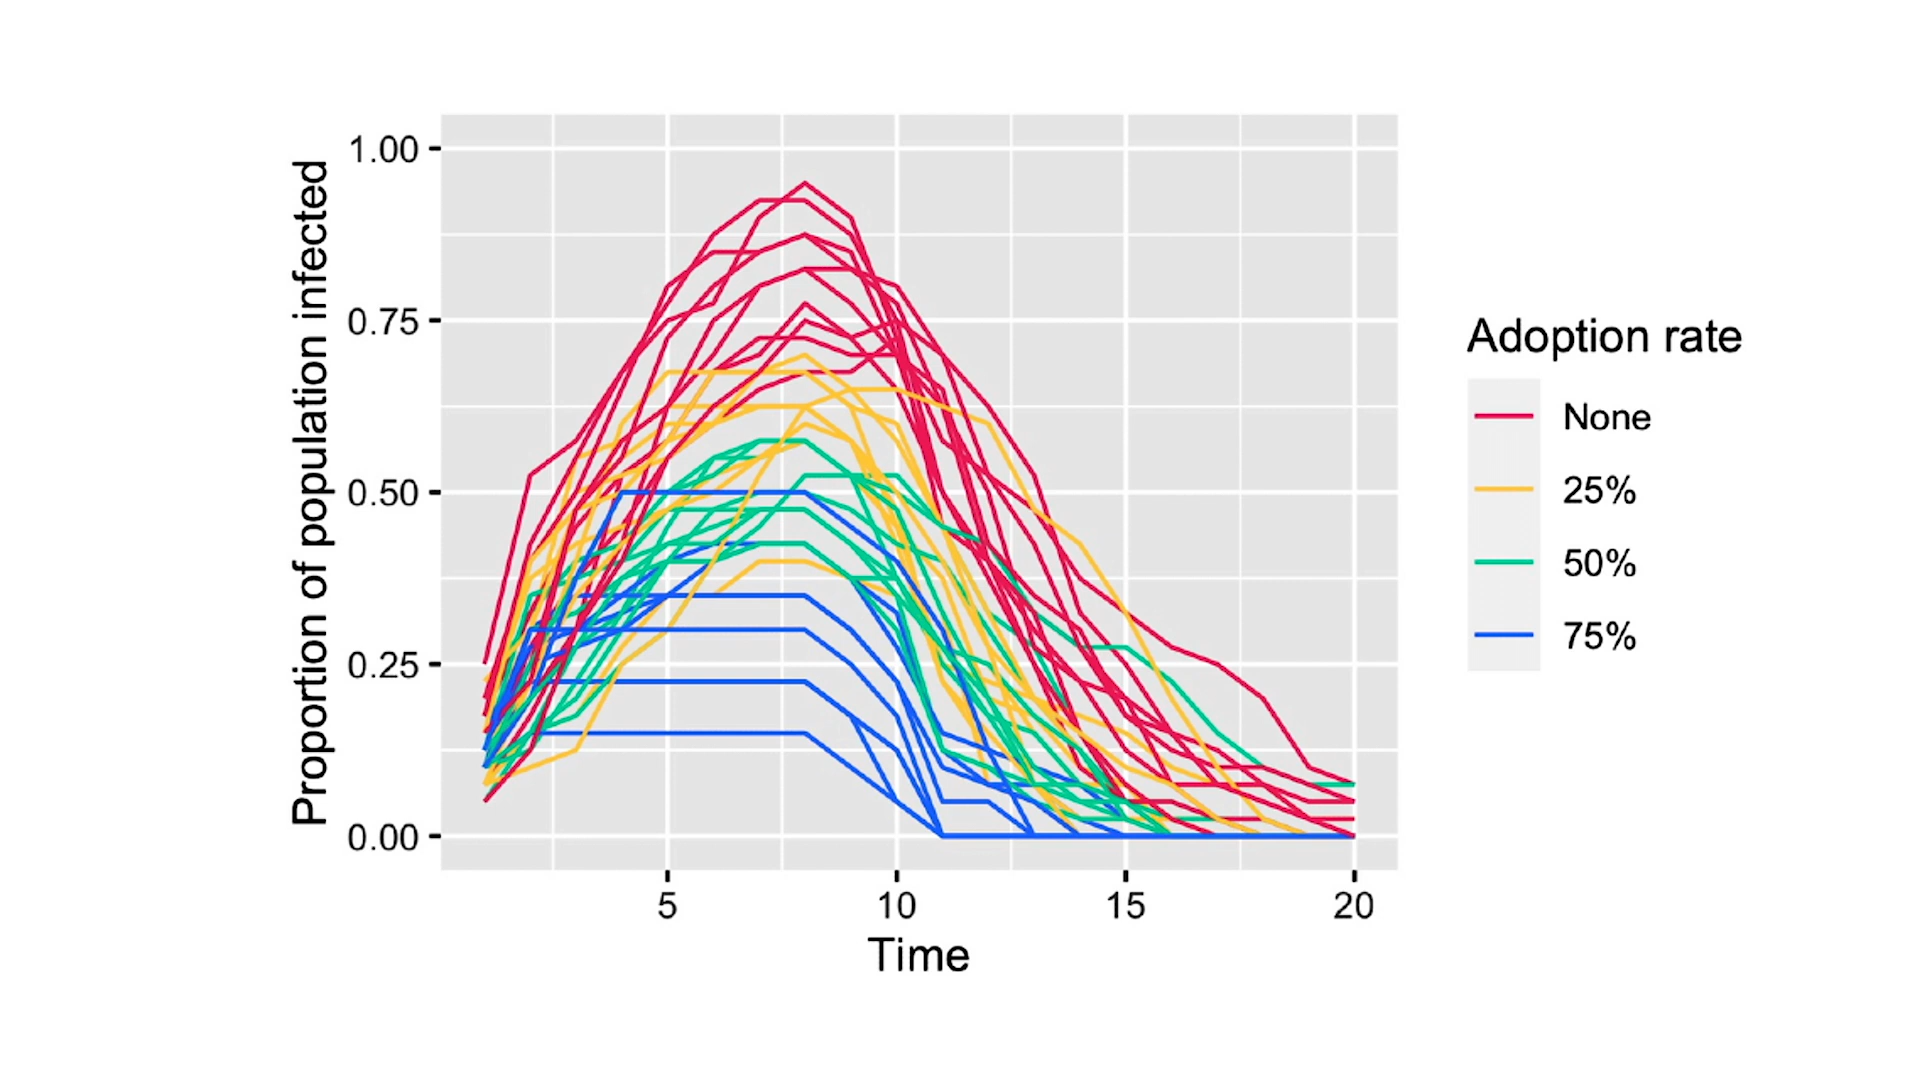 Proportion of population infected
1.00
0.75
0.50
0.25
0.00
5 10 15 20
Time
Adoption rate
None
25%
50%
75%